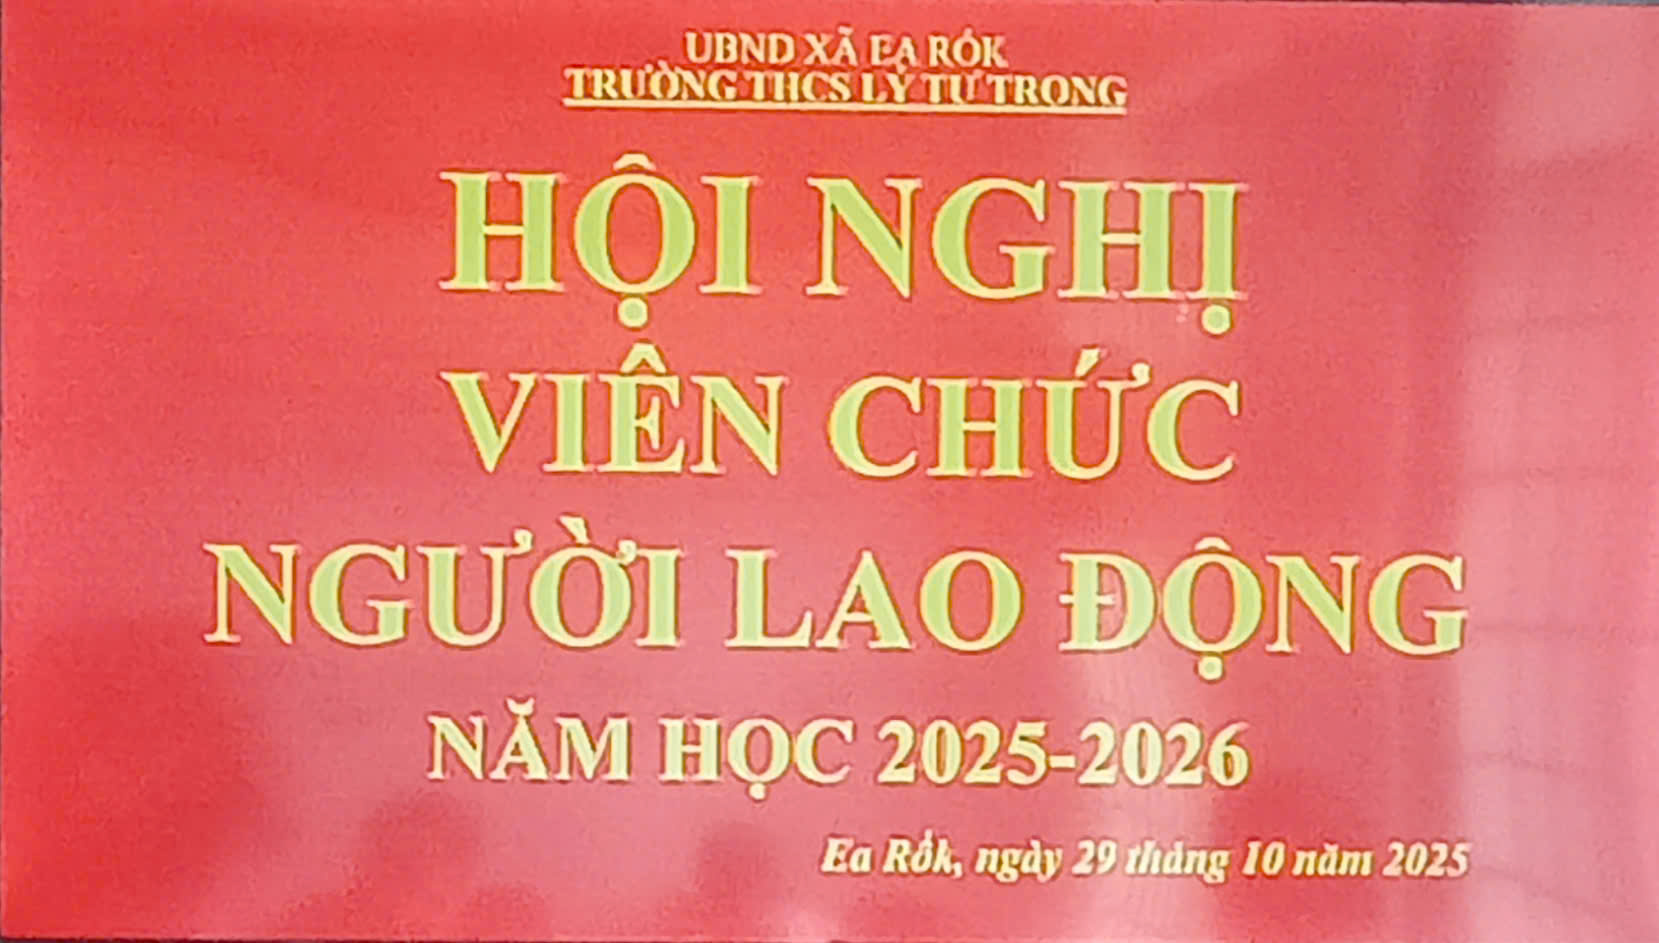 UBND XÃ EA RỐK
TRƯỜNG THCS LÝ TỰ TRỌNG
HỘI NGHỊ
VIÊN CHỨC
NGƯỜI LAO ĐỘNG
NĂM HỌC 2025-2026
Ea Rốk, ngày 29 tháng 10 năm 2025